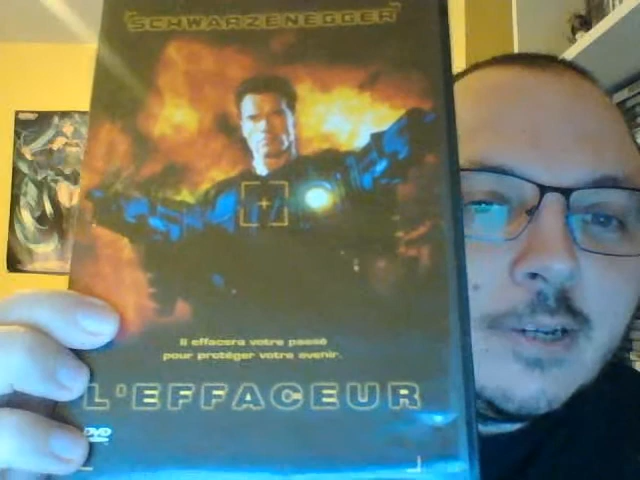 SCHWARZENEGGER
Il effacera votre passé
pour protéger votre avenir.
L'EFFACEUR
DVD